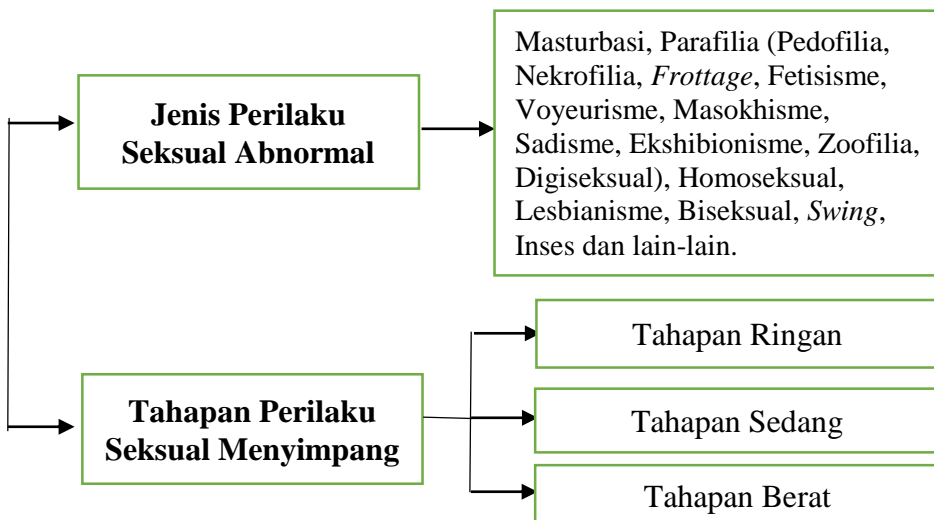 Jenis Perilaku
Seksual Abnormal
Masturbasi, Parafilia (Pedofilia,
Nekrofilia, Frottage, Fetisisme,
Voyeurisme, Masokhisme,
Sadisme, Ekshibionisme, Zoofilia,
Digiseksual), Homoseksual,
Lesbianisme, Biseksual, Swing,
Inses dan lain-lain.
Tahapan Perilaku
Seksual Menyimpang
Tahapan Ringan
Tahapan Sedang
Tahapan Berat